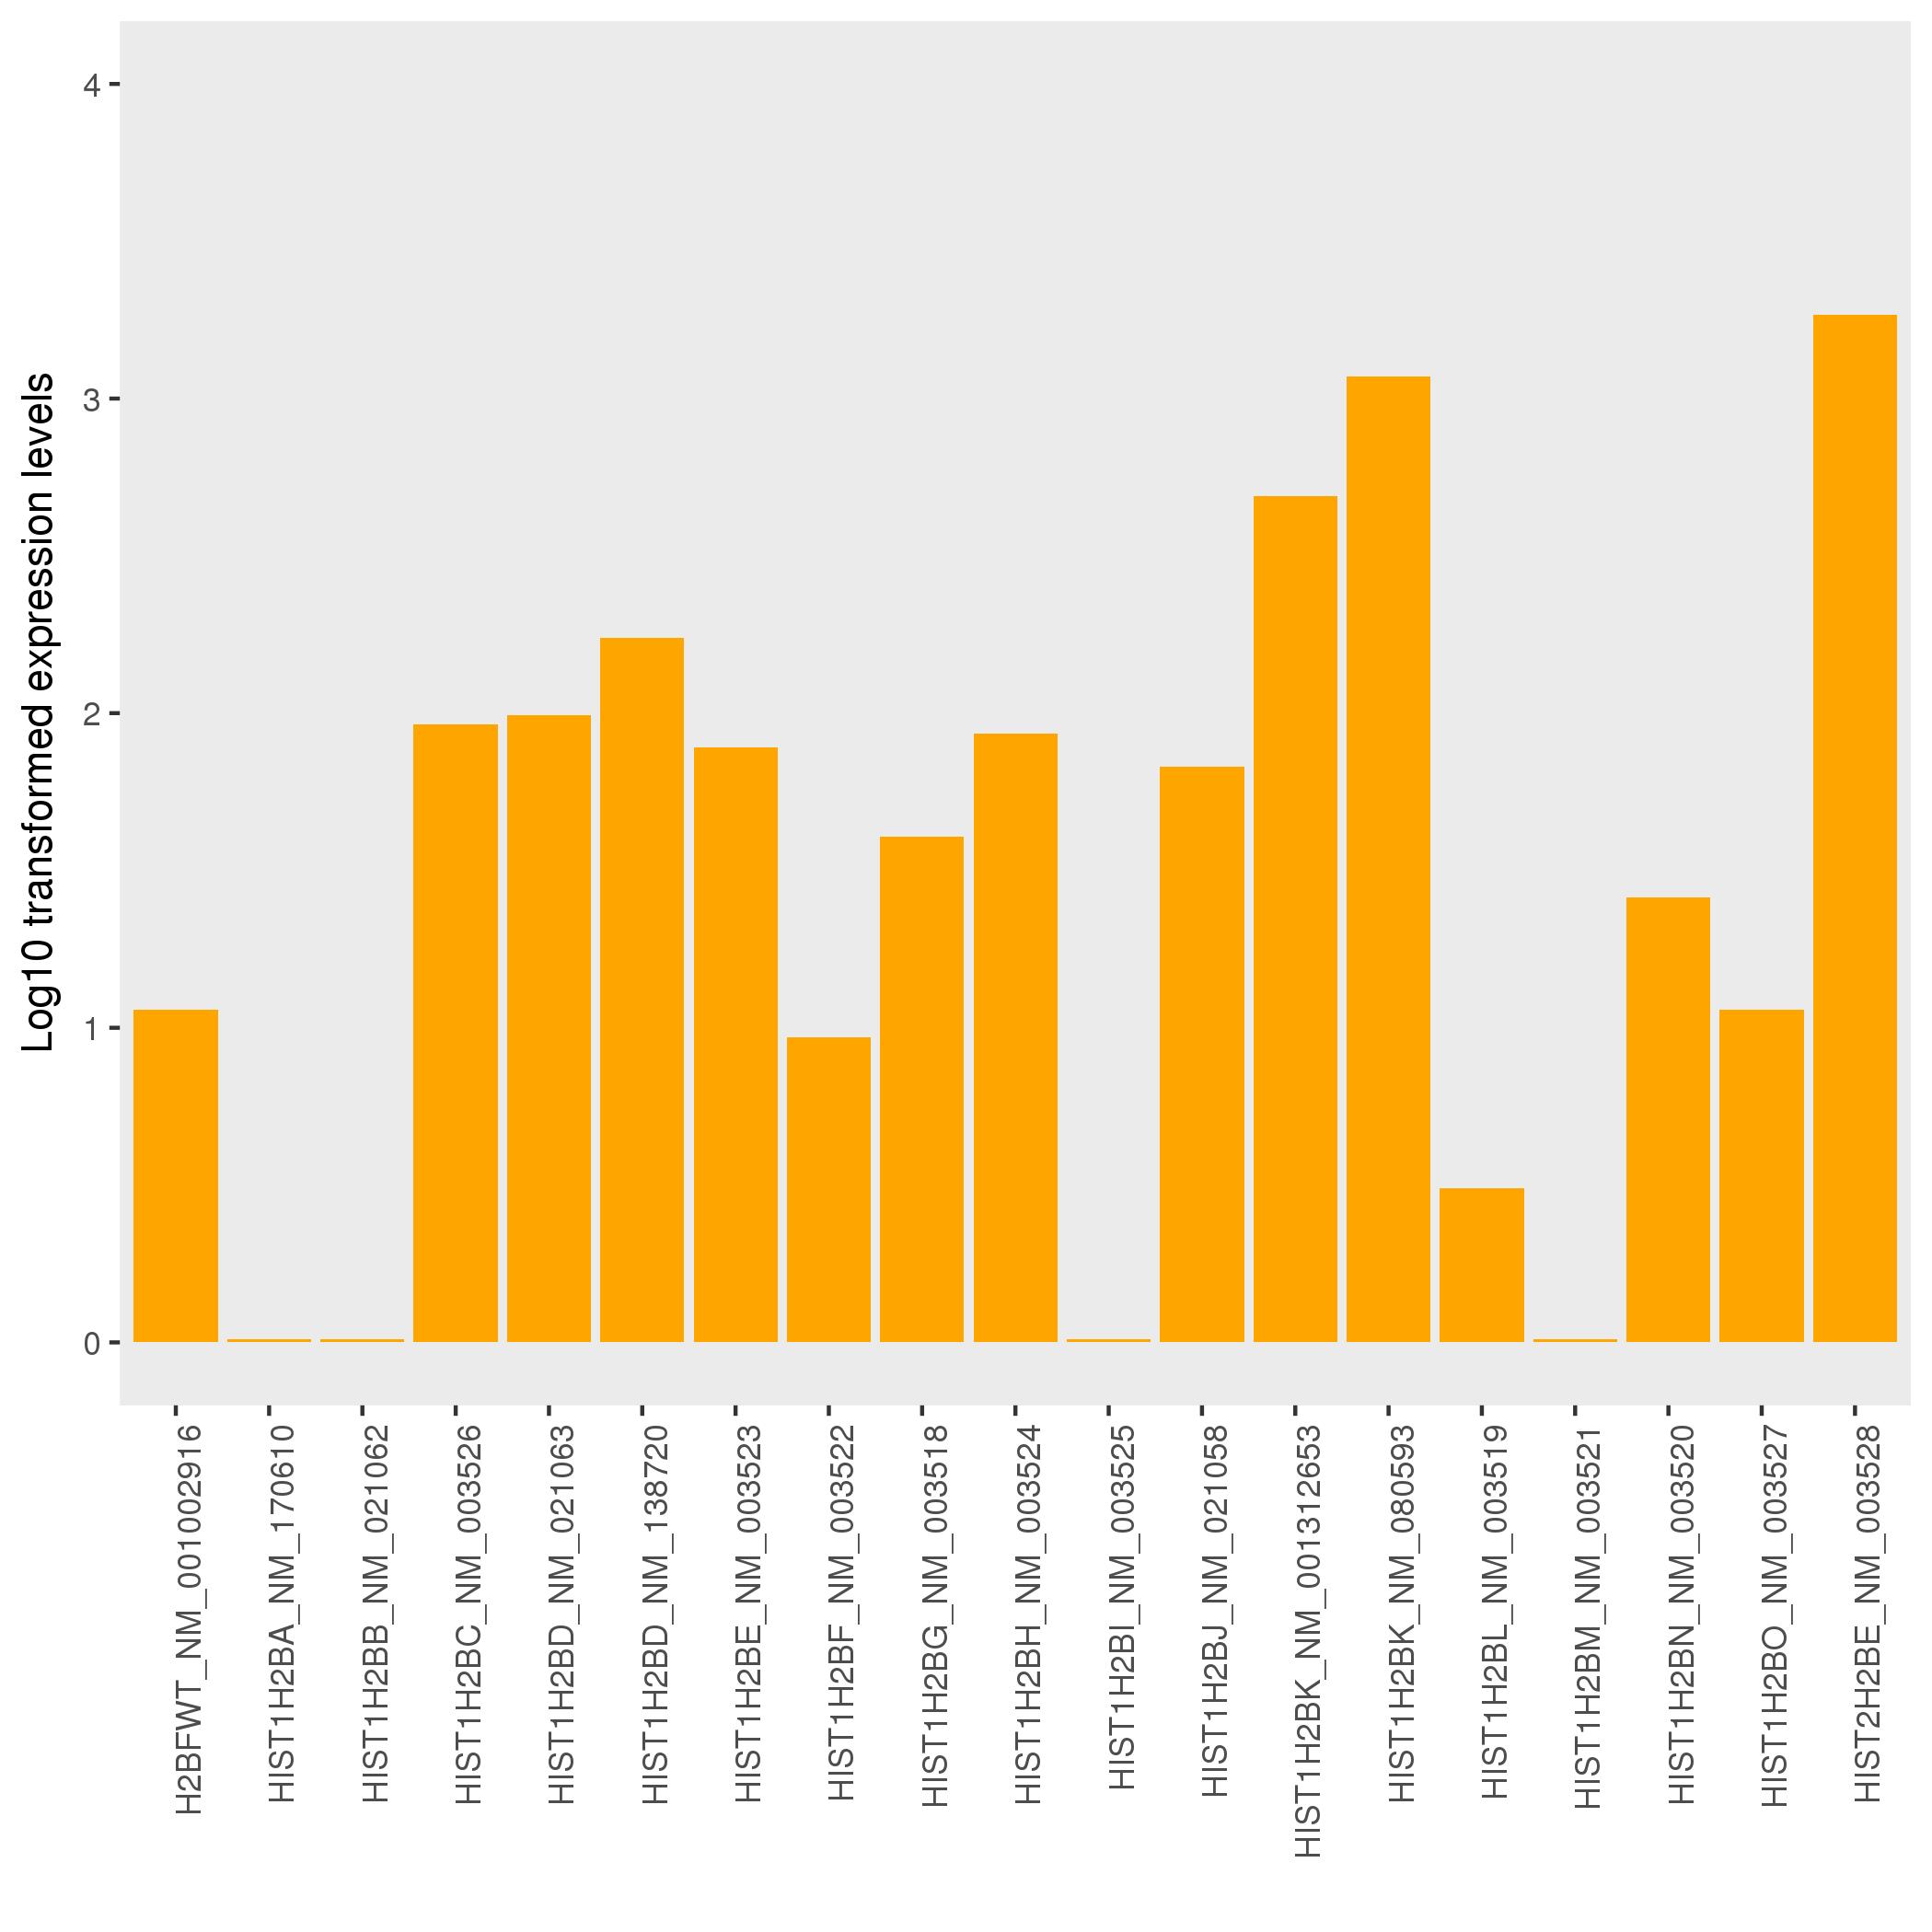 Log10 transformed expression levels
4
3
2
1
0
H2BFWT_NM_001002916
HIST1H2BA_NM_170610
HIST1H2BB_NM_021062
HIST1H2BC_NM_003526
HIST1H2BD_NM_021063
HIST1H2BD_NM_138720
HIST1H2BE_NM_003523
HIST1H2BF_NM_003522
HIST1H2BG_NM_003518
HIST1H2BH_NM_003524
HIST1H2BI_NM_003525
HIST1H2BJ_NM_021058
HIST1H2BK_NM_001312653
HIST1H2BK_NM_080593
HIST1H2BL_NM_003519
HIST1H2BM_NM_003521
HIST1H2BN_NM_003520
HIST1H2BO_NM_003527
HIST2H2BE_NM_003528